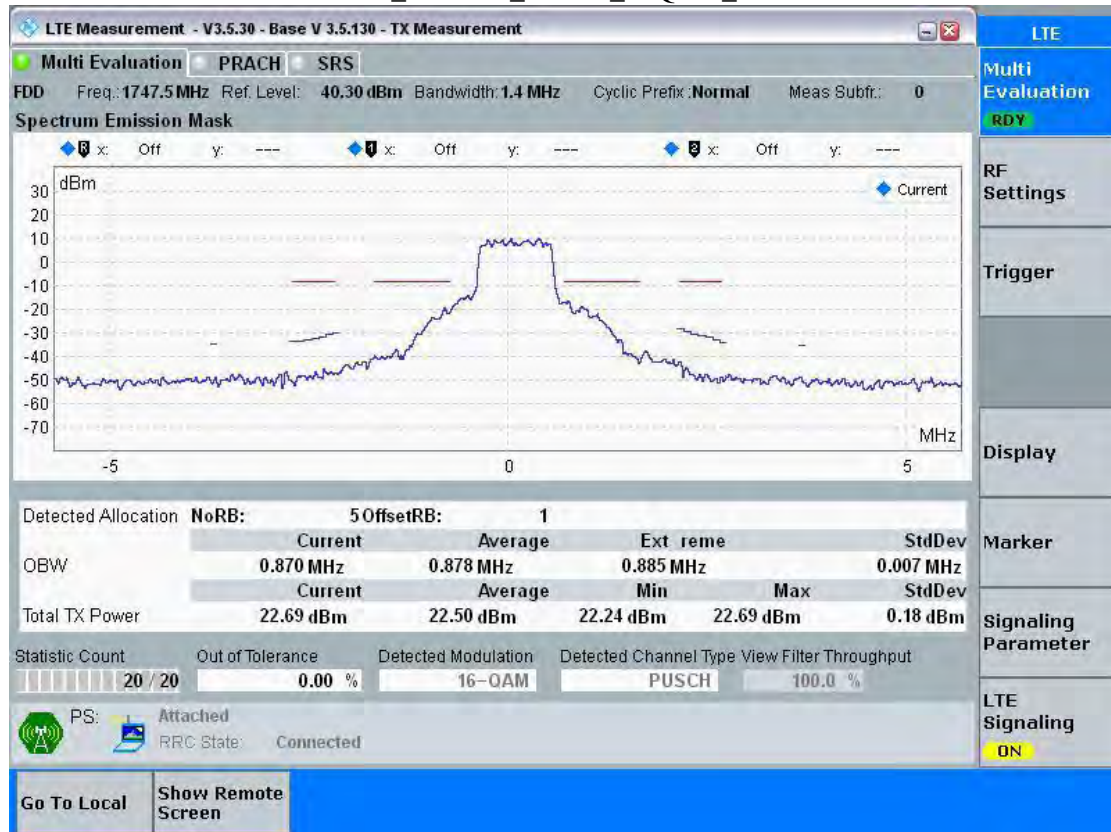 LTE Measurement - V3.5.30 - Base V 3.5.130 - TX Measurement
LTE
Multi Evaluation PRACH SRS
Multi
Evaluation
RDY
FDD Freq.: 1747.5 MHz Ref. Level: 40.30 dBm Bandwidth: 1.4 MHz Cyclic Prefix : Normal Meas Subfr.: 0
Spectrum Emission Mask
R x: Off y: --- 1 x: Off y: --- 2 x: Off y: ---
dBm
Current
30
20
10
0
-10
-20
-30
-40
-50
-60
-70
MHz
-5 0 5
RF
Settings
Trigger
Display
Marker
Signaling
Parameter
LTE
Signaling
ON
Detected Allocation NoRB: 5 OffsetRB: 1
Current Average Ext reme StdDev
OBW 0.870 MHz 0.878 MHz 0.885 MHz 0.007 MHz
Current Average Min Max StdDev
Total TX Power 22.69 dBm 22.50 dBm 22.24 dBm 22.69 dBm 0.18 dBm
Statistic Count Out of Tolerance Detected Modulation Detected Channel Type View Filter Throughput
20 / 20 0.00 % 16-QAM PUSCH 100.0 %
PS: Attached
RRC State: Connected
Go To Local
Show Remote
Screen